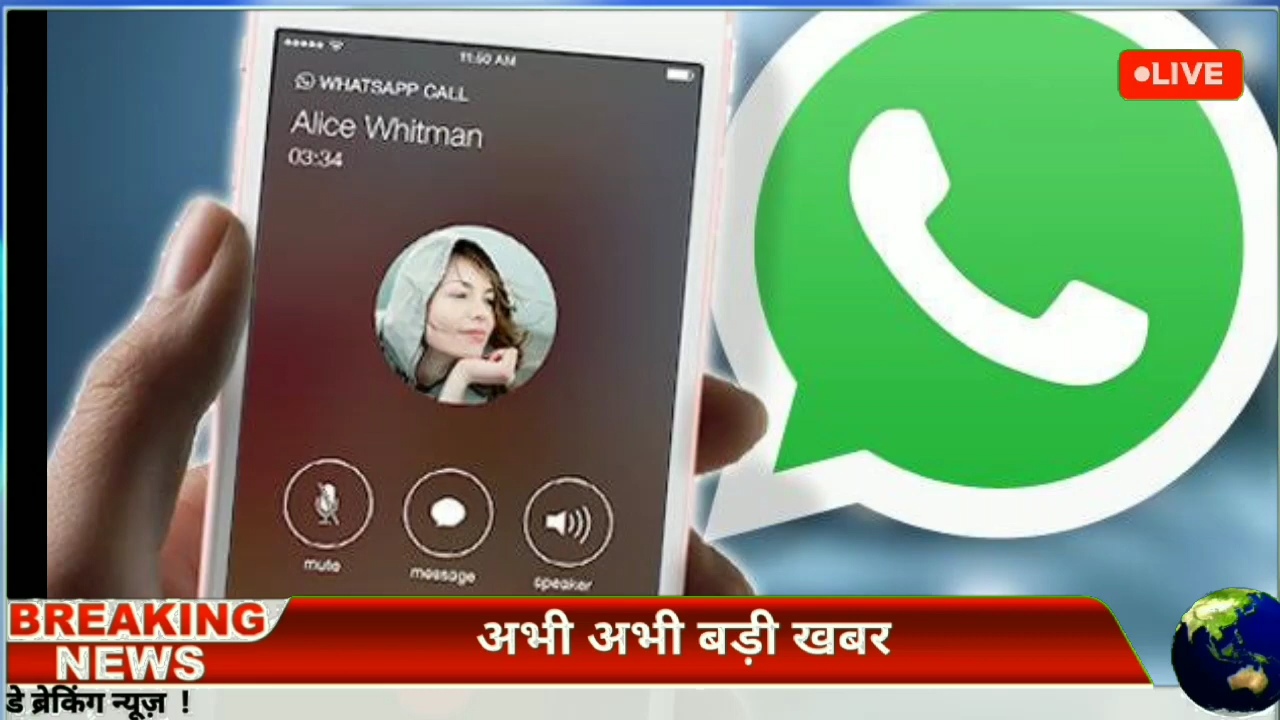 11:50 AM
WHATSAPP CALL
Alice Whitman
03:34
LIVE
mute
message
speaker
BREAKING
NEWS
अभी अभी बड़ी खबर
डे ब्रेकिंग न्यूज़ !